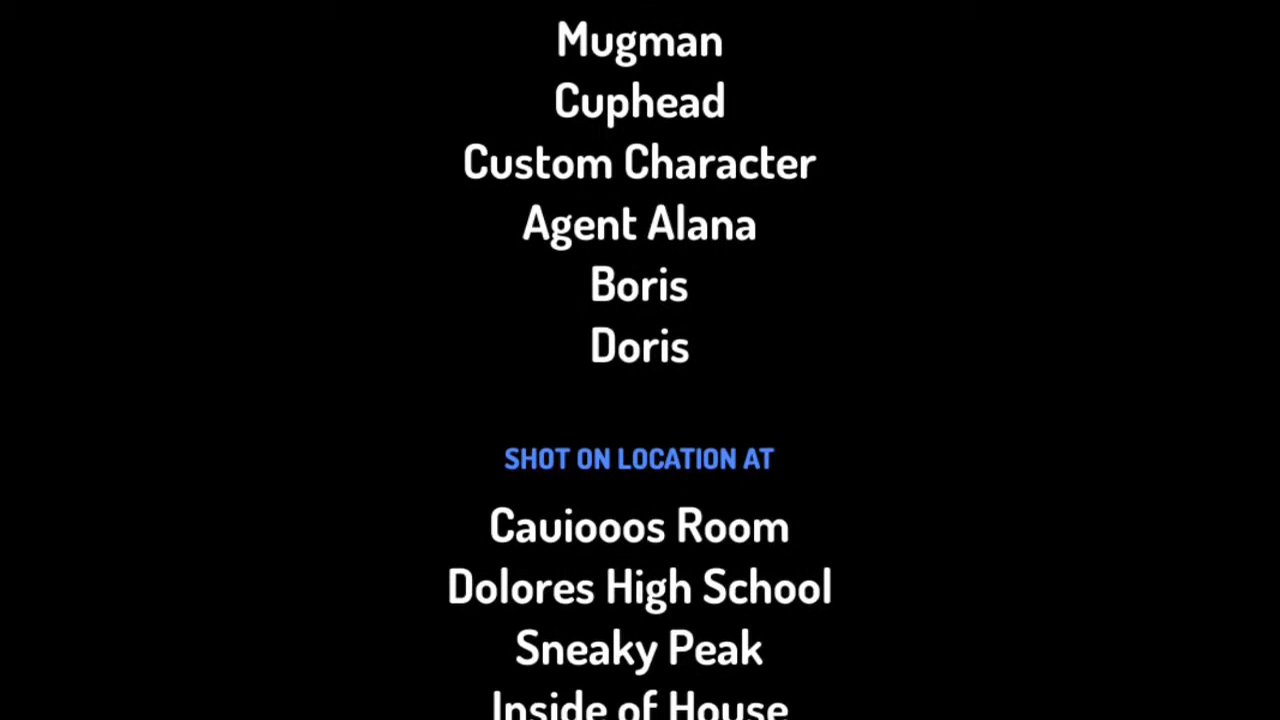 Mugman
Cuphead
Custom Character
Agent Alana
Boris
Doris
SHOT ON LOCATION AT
Cauiooos Room
Dolores High School
Sneaky Peak
Inside of House